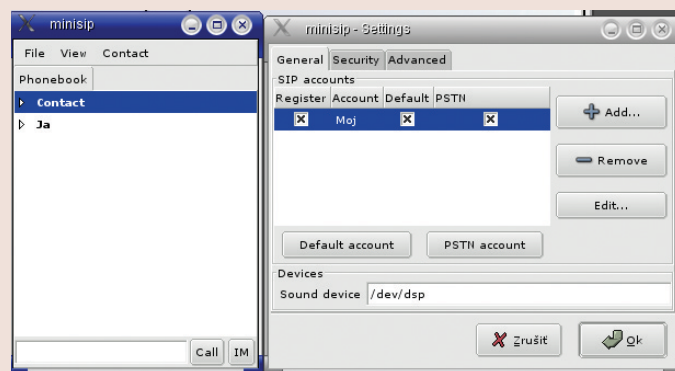 minisip
File View Contact
Phonebook
Contact
Ja
Call IM
minisip - Settings
General Security Advanced
SIP accounts
Register Account Default PSTN
Moj
Add...
Remove
Edit...
Default account PSTN account
Devices
Sound device /dev/dsp
Zrušiť Ok